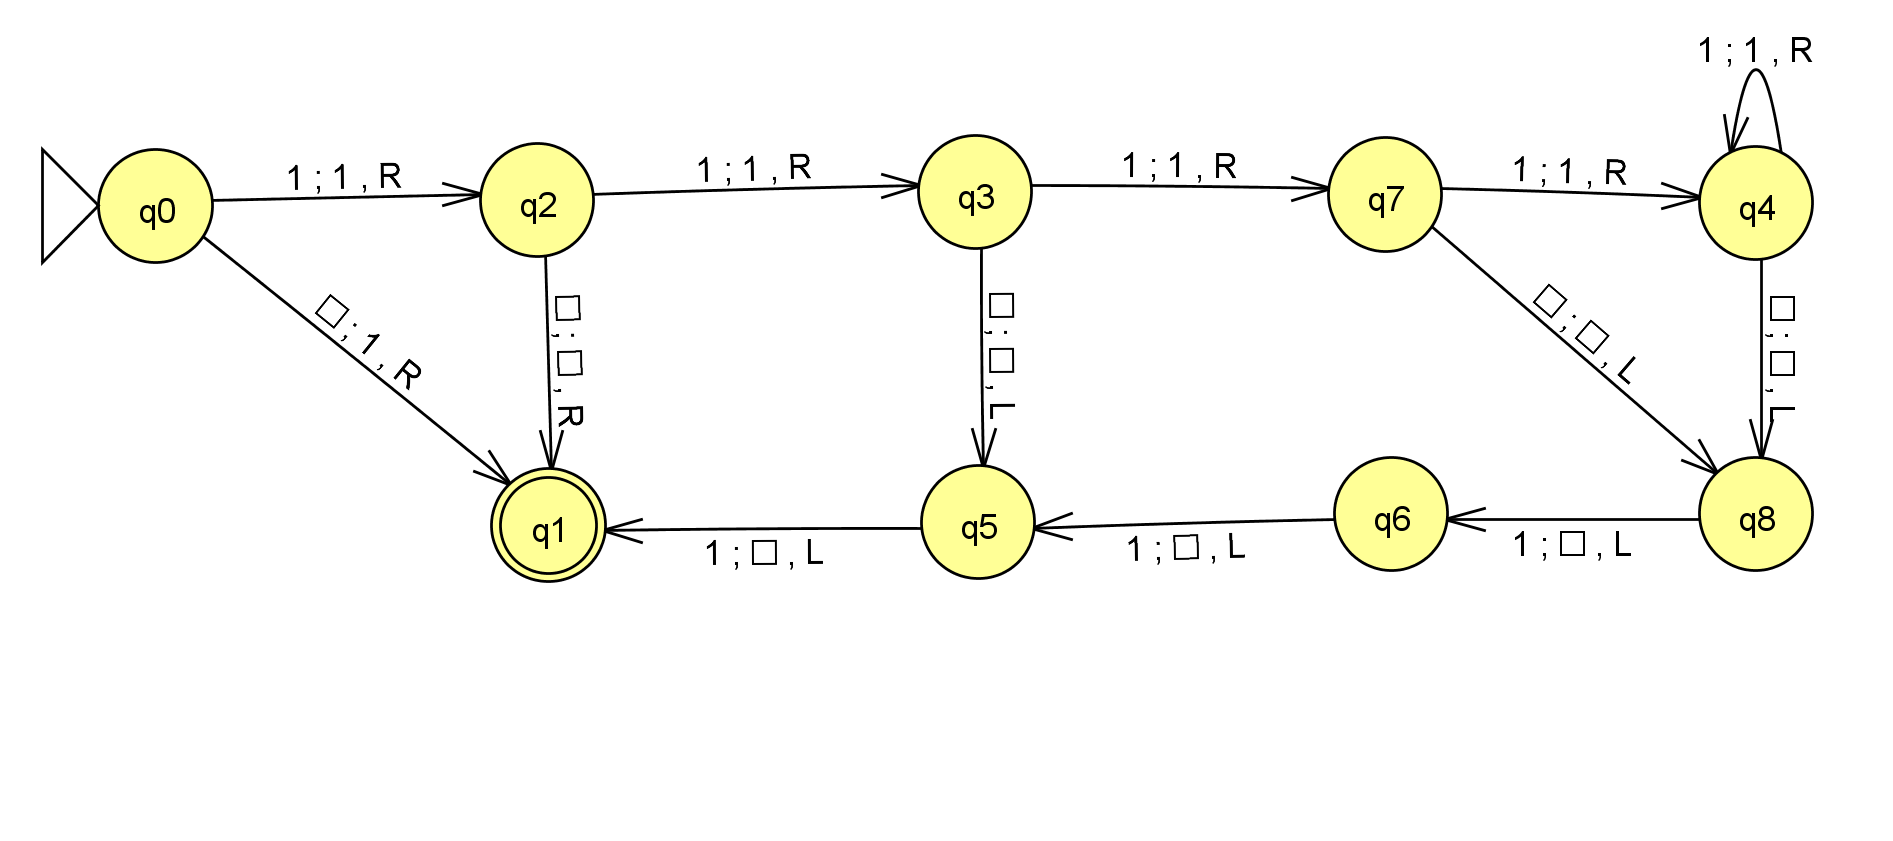 1 ; 1 , R
1 ; 1 , R
1 ; 1 , R
1 ; 1 , R
1 ; 1 , R
q0
q2
q3
q7
q4
□ ; 1 , R
□ ; □ , R
□ ; □ , L
□ ; □ , L
□ ; □ , L
q1
q5
q6
q8
1 ; □ , L
1 ; □ , L
1 ; □ , L